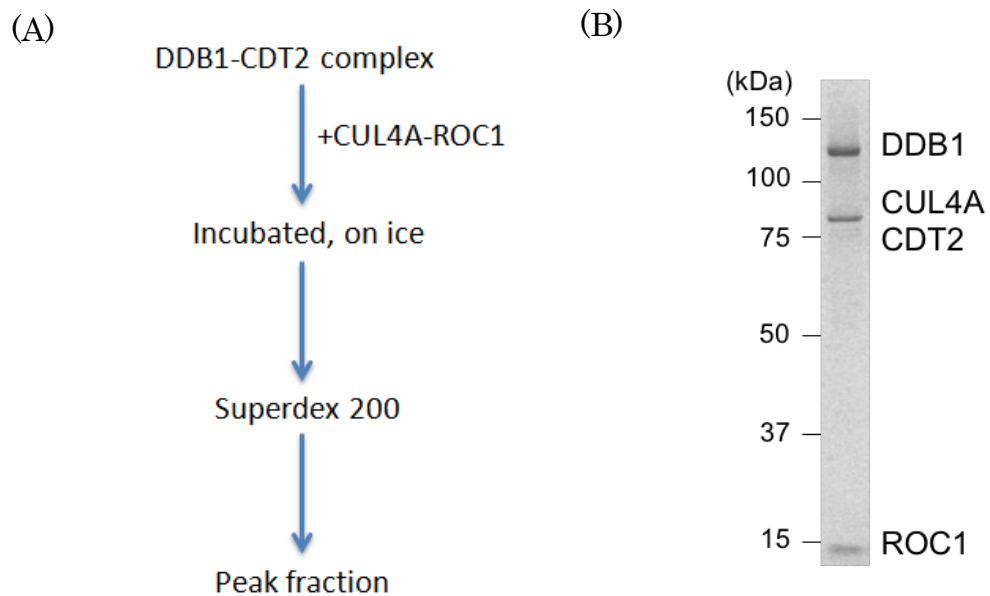 (A)
DDB1-CDT2 complex
+CUL4A-ROC1
Incubated, on ice
Superdex 200
Peak fraction
(B)
(kDa)
150
DDB1
100
CUL4A
75
CDT2
50
37
15
ROC1